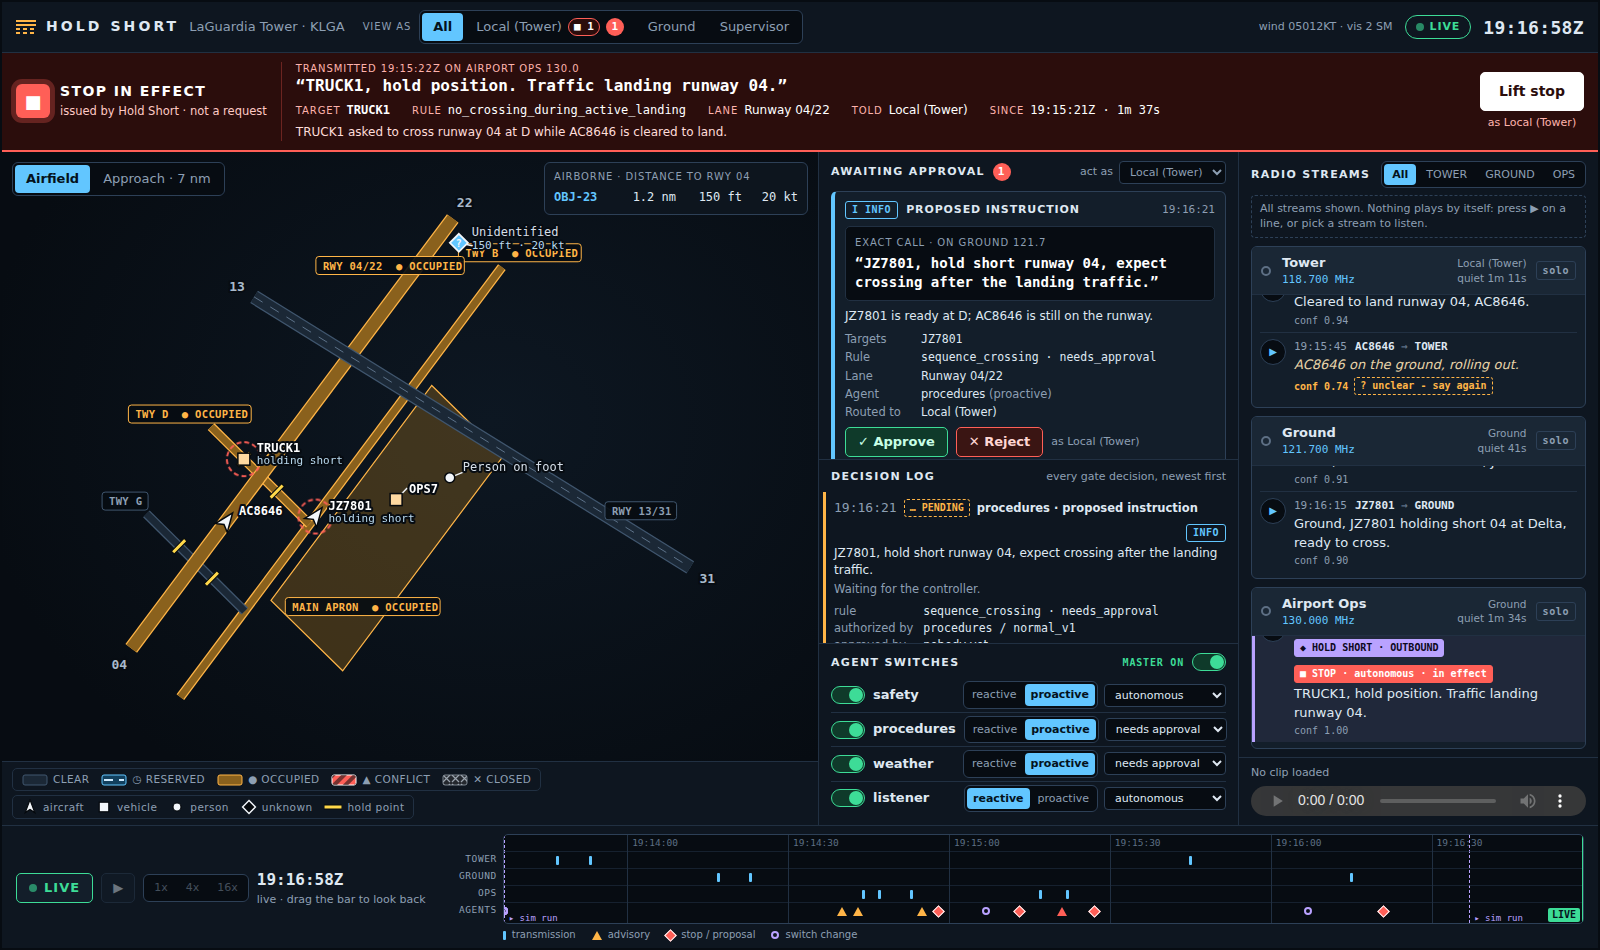 HOLD SHORT LaGuardia Tower · KLGA VIEW AS All Local (Tower) ■ 1 1 Ground Supervisor wind 05012KT · vis 2 SM LIVE 19:16:58Z
STOP IN EFFECT
issued by Hold Short · not a request
TRANSMITTED 19:15:22Z ON AIRPORT OPS 130.0
“TRUCK1, hold position. Traffic landing runway 04.”
TARGET TRUCK1 RULE no_crossing_during_active_landing LANE Runway 04/22 TOLD Local (Tower) SINCE 19:15:21Z · 1m 37s
TRUCK1 asked to cross runway 04 at D while AC8646 is cleared to land.
Lift stop
as Local (Tower)
Airfield Approach · 7 nm
AIRBORNE · DISTANCE TO RWY 04
OBJ-23 1.2 nm 150 ft 20 kt
22
Unidentified
150 ft · 20 kt
TWY B ● OCCUPIED
RWY 04/22 ● OCCUPIED
13
TWY D ● OCCUPIED
TRUCK1
holding short
Person on foot
OPS7
TWY G
AC8646
JZ7801
holding short
RWY 13/31
31
MAIN APRON ● OCCUPIED
04
CLEAR ◷ RESERVED ● OCCUPIED ▲ CONFLICT ✕ CLOSED
aircraft vehicle person unknown hold point
AWAITING APPROVAL 1 act as Local (Tower)
I INFO PROPOSED INSTRUCTION 19:16:21
EXACT CALL · ON GROUND 121.7
“JZ7801, hold short runway 04, expect
crossing after the landing traffic.”
JZ7801 is ready at D; AC8646 is still on the runway.
Targets JZ7801
Rule sequence_crossing · needs_approval
Lane Runway 04/22
Agent procedures (proactive)
Routed to Local (Tower)
✓ Approve ✕ Reject as Local (Tower)
DECISION LOG every gate decision, newest first
19:16:21 … PENDING procedures · proposed instruction
INFO
JZ7801, hold short runway 04, expect crossing after the landing
traffic.
Waiting for the controller.
rule sequence_crossing · needs_approval
authorized by procedures / normal_v1
AGENT SWITCHES MASTER ON
safety reactive proactive autonomous
procedures reactive proactive needs approval
weather reactive proactive needs approval
listener reactive proactive autonomous
RADIO STREAMS All TOWER GROUND OPS
All streams shown. Nothing plays by itself: press ▶ on a
line, or pick a stream to listen.
Tower Local (Tower)
118.700 MHz quiet 1m 11s solo
Cleared to land runway 04, AC8646.
conf 0.94
19:15:45 AC8646 → TOWER
AC8646 on the ground, rolling out.
conf 0.74 ? unclear - say again
Ground Ground
121.700 MHz quiet 41s solo
conf 0.91
19:16:15 JZ7801 → GROUND
Ground, JZ7801 holding short 04 at Delta,
ready to cross.
conf 0.90
Airport Ops Ground
130.000 MHz quiet 1m 34s solo
◆ HOLD SHORT · OUTBOUND
■ STOP · autonomous · in effect
TRUCK1, hold position. Traffic landing
runway 04.
conf 1.00
No clip loaded
0:00 / 0:00
LIVE ▶ 1x 4x 16x 19:16:58Z
live · drag the bar to look back
19:14:00 19:14:30 19:15:00 19:15:30 19:16:00 19:16:30
TOWER
GROUND
OPS
AGENTS
▸ sim run ▸ sim run LIVE
transmission advisory stop / proposal switch change